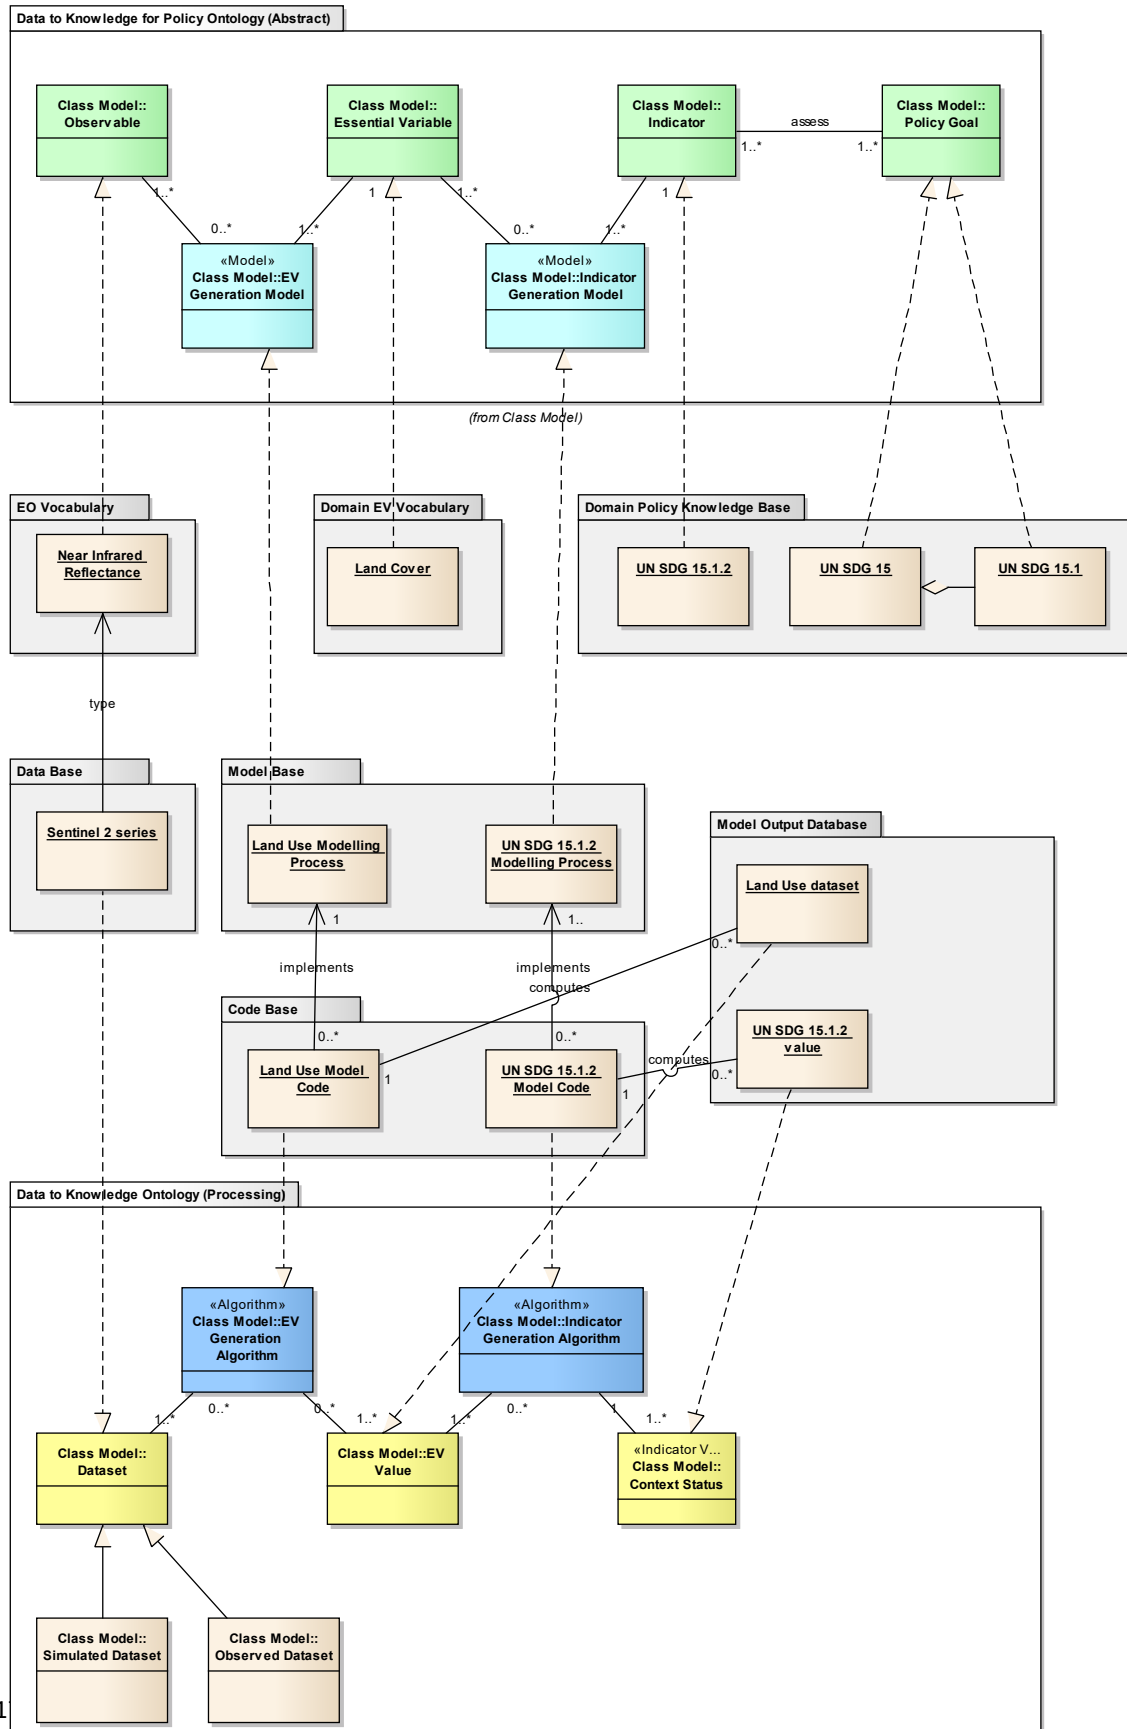 Data to Knowledge for Policy Ontology (Abstract)
Class Model::
Observable
Class Model::
Essential Variable
Class Model::
Indicator
assess
1..*
1..*
Class Model::
Policy Goal
1..*
0..*
1
1..*
1..*
0..*
1
1..*
«Model»
Class Model::EV
Generation Model
«Model»
Class Model::Indicator
Generation Model
(from Class Model)
EO Vocabulary
Near Infrared
Reflectance
Domain EV Vocabulary
Land Cover
Domain Policy Knowledge Base
UN SDG 15.1.2
UN SDG 15
UN SDG 15.1
type
Data Base
Sentinel 2 series
Model Base
Land Use Modelling
Process
UN SDG 15.1.2
Modelling Process
1
1..
Model Output Database
Land Use dataset
0..*
implements
implements
computes
Code Base
0..*
0..*
Land Use Model
Code
1
UN SDG 15.1.2
Model Code
1
computes
0..*
UN SDG 15.1.2
value
Data to Knowledge Ontology (Processing)
«Algorithm»
Class Model::EV
Generation
Algorithm
«Algorithm»
Class Model::Indicator
Generation Algorithm
1..*
0..*
0..*
1..*
1..*
0..*
1
1..*
Class Model::
Dataset
Class Model::EV
Value
«Indicator V...
Class Model::
Context Status
Class Model::
Simulated Dataset
Class Model::
Observed Dataset
1